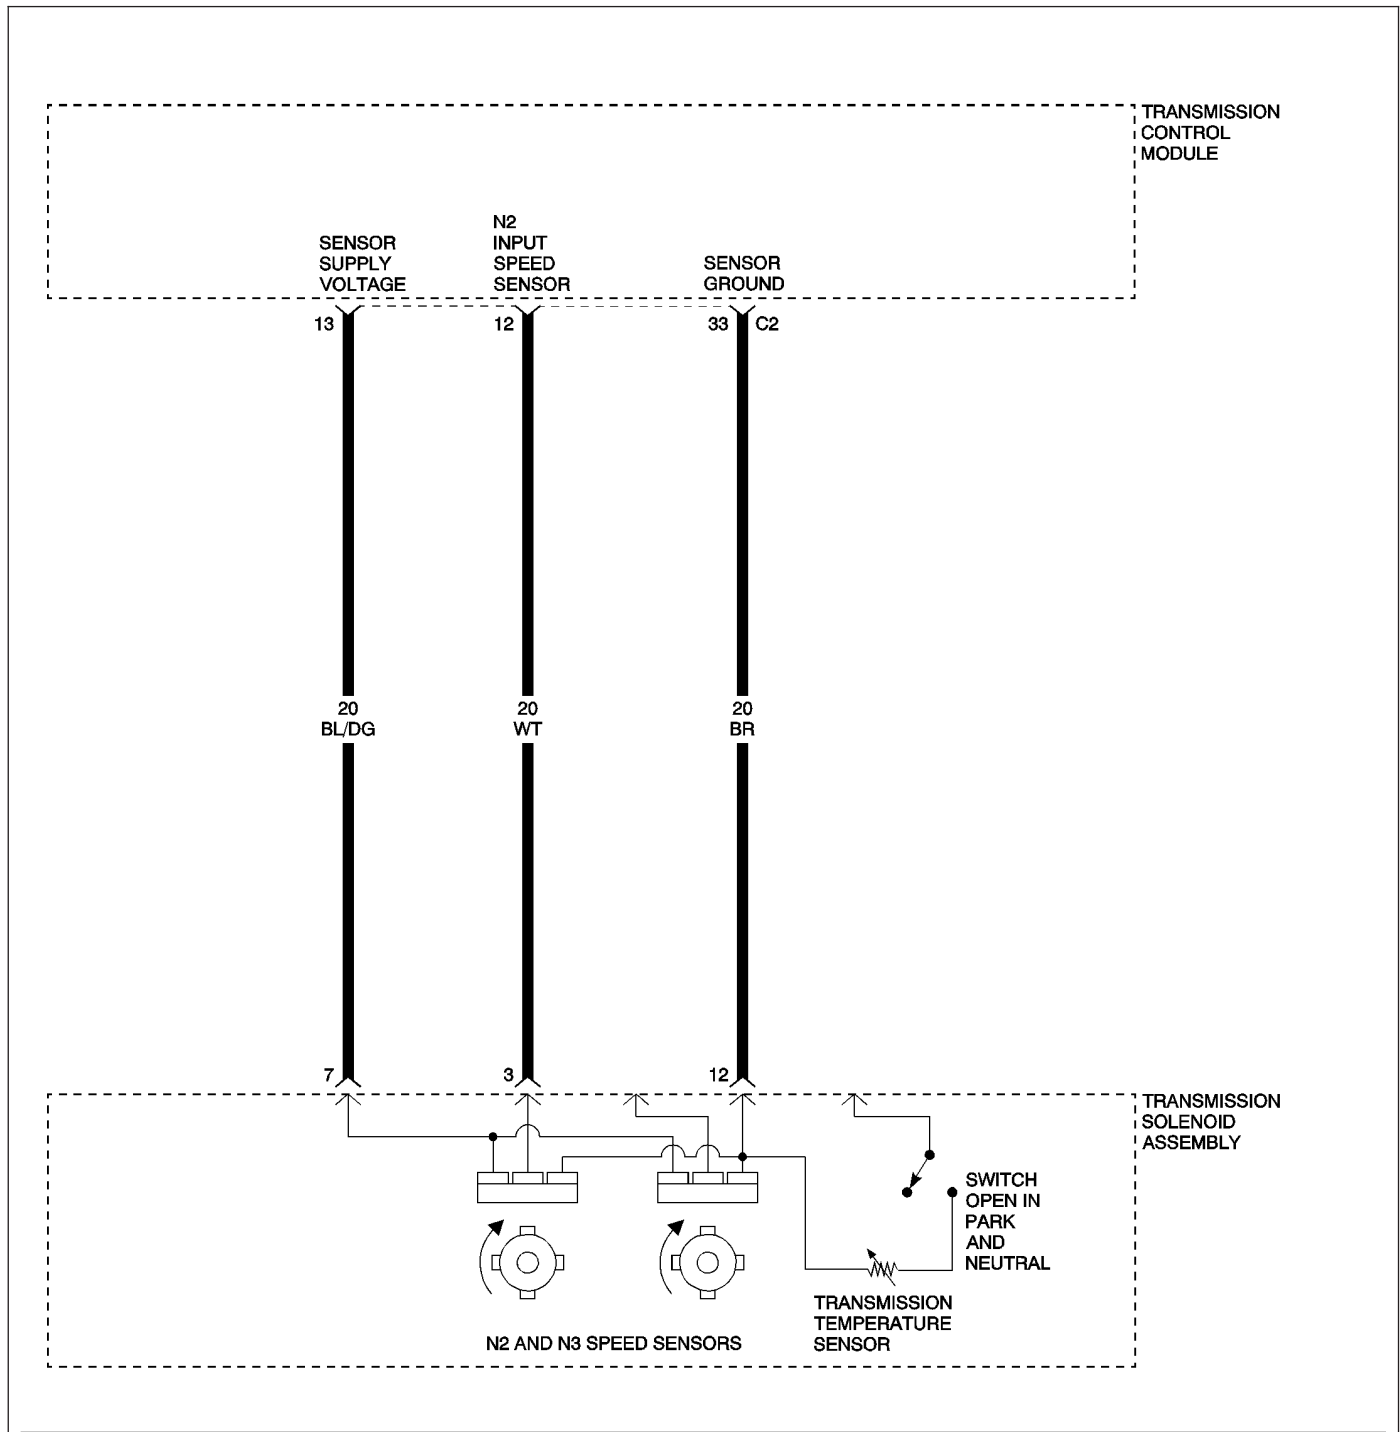 TRANSMISSION
CONTROL
MODULE
SENSOR
SUPPLY
VOLTAGE
N2
INPUT
SPEED
SENSOR
SENSOR
GROUND
13
12
33 C2
20
BL/DG
20
WT
20
BR
7
3
12
TRANSMISSION
SOLENOID
ASSEMBLY
SWITCH
OPEN IN
PARK
AND
NEUTRAL
TRANSMISSION
TEMPERATURE
SENSOR
N2 AND N3 SPEED SENSORS